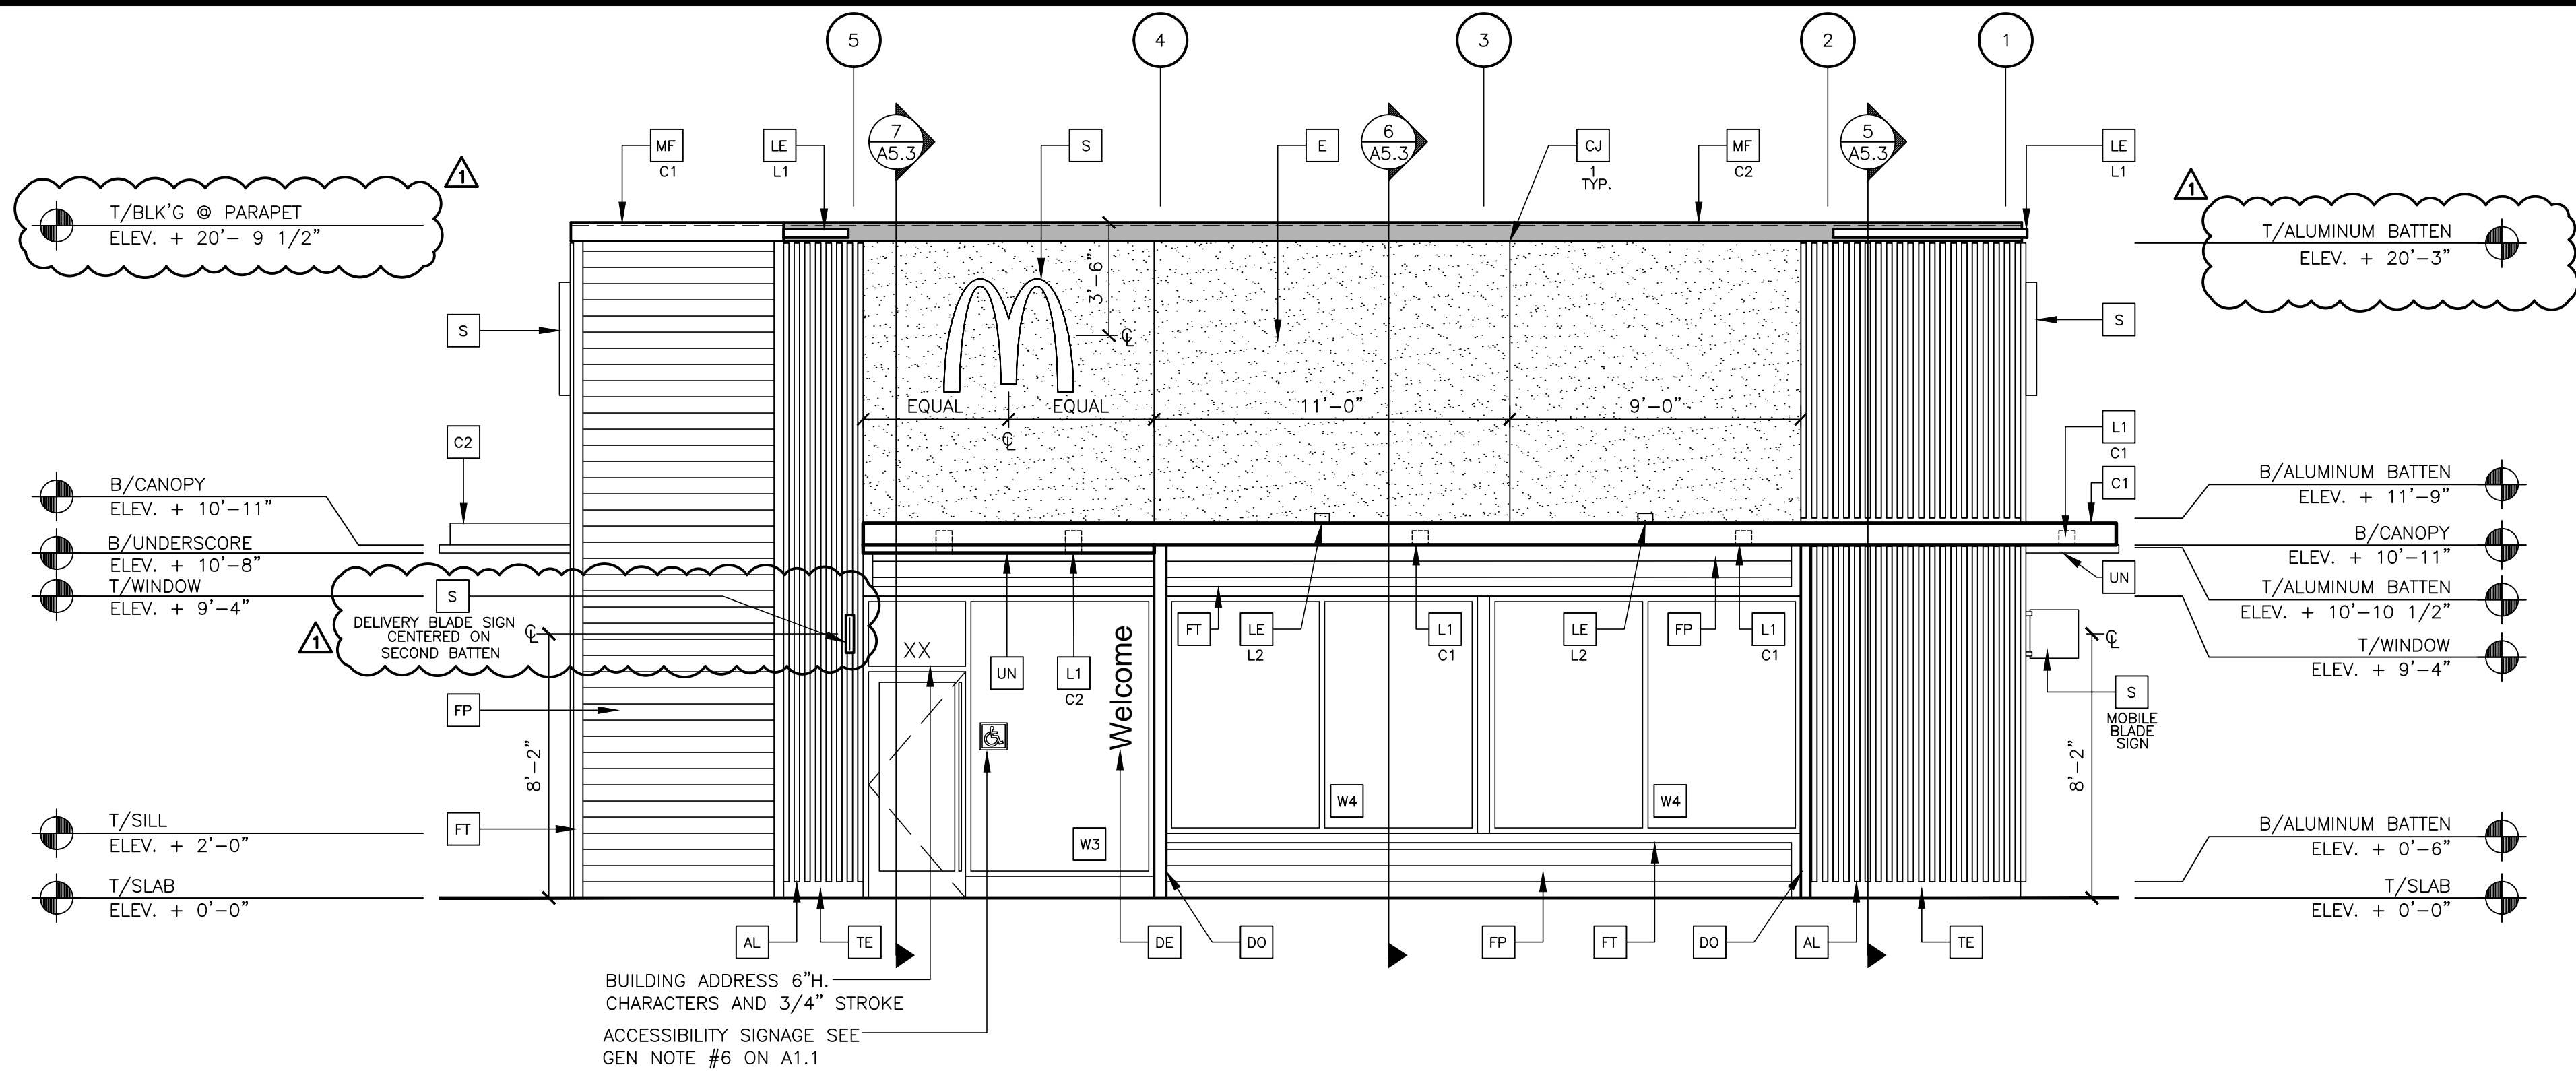 5
4
3
2
1
7
A5.3
6
A5.3
5
A5.3
MF
C1
LE
L1
S
E
CJ
1
TYP.
MF
C2
LE
L1
1
T/BLK'G @ PARAPET
ELEV. + 20'- 9 1/2"
1
T/ALUMINUM BATTEN
ELEV. + 20'-3"
3'-6"
℄
S
S
EQUAL
EQUAL
11'-0"
9'-0"
℄
C2
L1
C1
C1
B/CANOPY
ELEV. + 10'-11"
B/UNDERSCORE
ELEV. + 10'-8"
T/WINDOW
ELEV. + 9'-4"
B/ALUMINUM BATTEN
ELEV. + 11'-9"
B/CANOPY
ELEV. + 10'-11"
UN
T/ALUMINUM BATTEN
ELEV. + 10'-10 1/2"
T/WINDOW
ELEV. + 9'-4"
S
DELIVERY BLADE SIGN
CENTERED ON
SECOND BATTEN
1
℄
XX
UN
L1
C2
Welcome
FT
LE
L2
L1
C1
LE
L2
FP
L1
C1
℄
S
MOBILE
BLADE
SIGN
FP
8'-2"
8'-2"
W3
W4
W4
FT
T/SILL
ELEV. + 2'-0"
T/SLAB
ELEV. + 0'-0"
B/ALUMINUM BATTEN
ELEV. + 0'-6"
T/SLAB
ELEV. + 0'-0"
AL
TE
DE
DO
FP
FT
DO
AL
TE
BUILDING ADDRESS 6"H.
CHARACTERS AND 3/4" STROKE
ACCESSIBILITY SIGNAGE SEE
GEN NOTE #6 ON A1.1